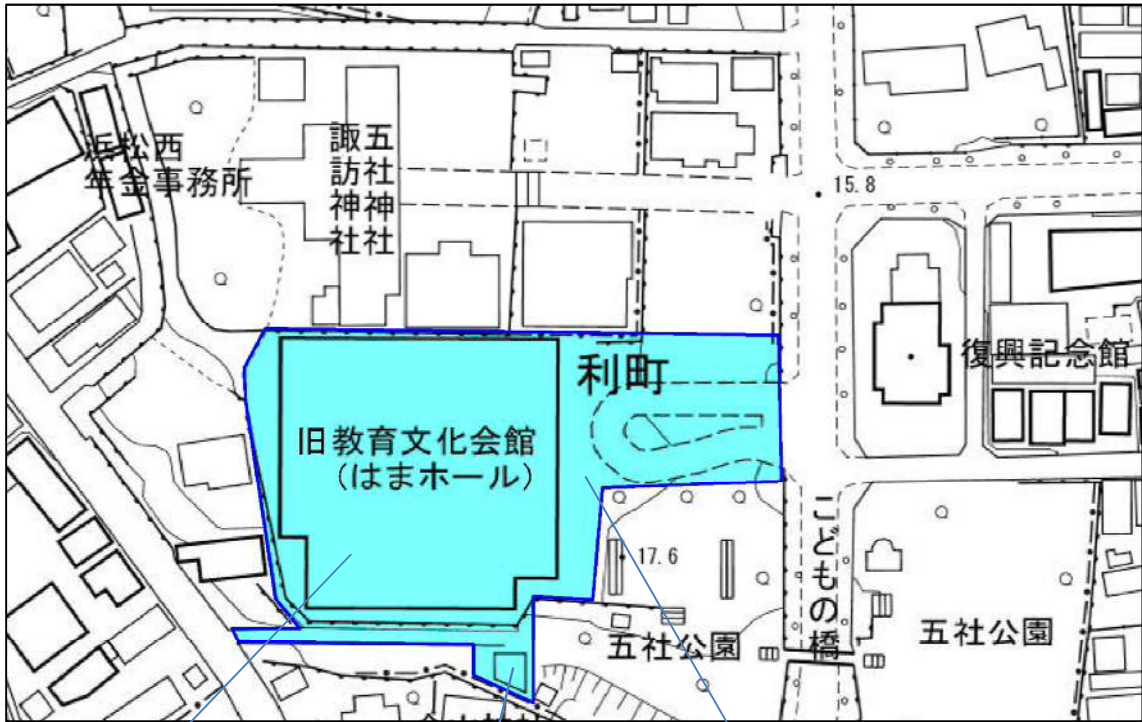 浜松西
年金事務所
五社神社
諏訪神社
15.8
利町
復興記念館
旧教育文化会館
(はまホール)
17.6
こどもの橋
五社公園
五社公園